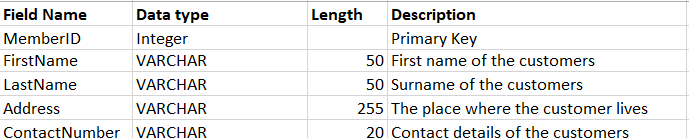 Field Name Data type Length Description
MemberID Integer Primary Key
FirstName VARCHAR 50 First name of the customers
LastName VARCHAR 50 Surname of the customers
Address VARCHAR 255 The place where the customer lives
ContactNumber VARCHAR 20 Contact details of the customers